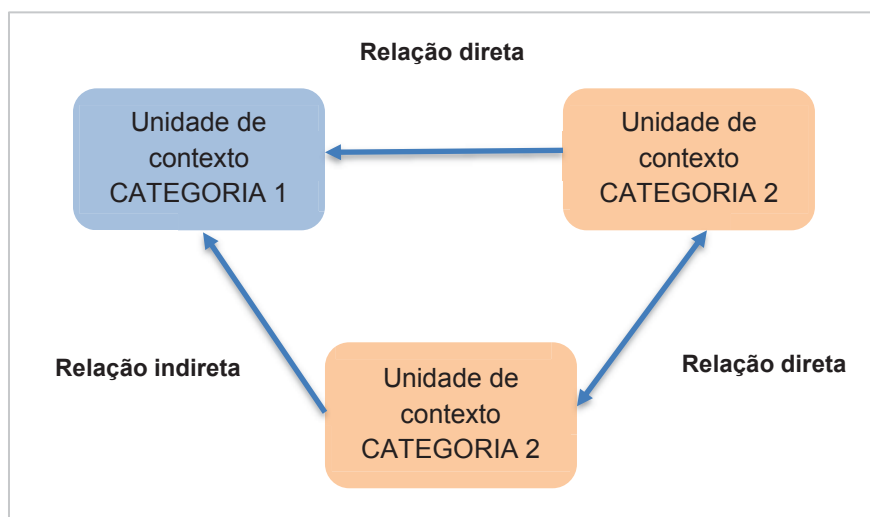 Relação direta
Unidade de
contexto
CATEGORIA 1
Unidade de
contexto
CATEGORIA 2
Relação indireta
Relação direta
Unidade de
contexto
CATEGORIA 2